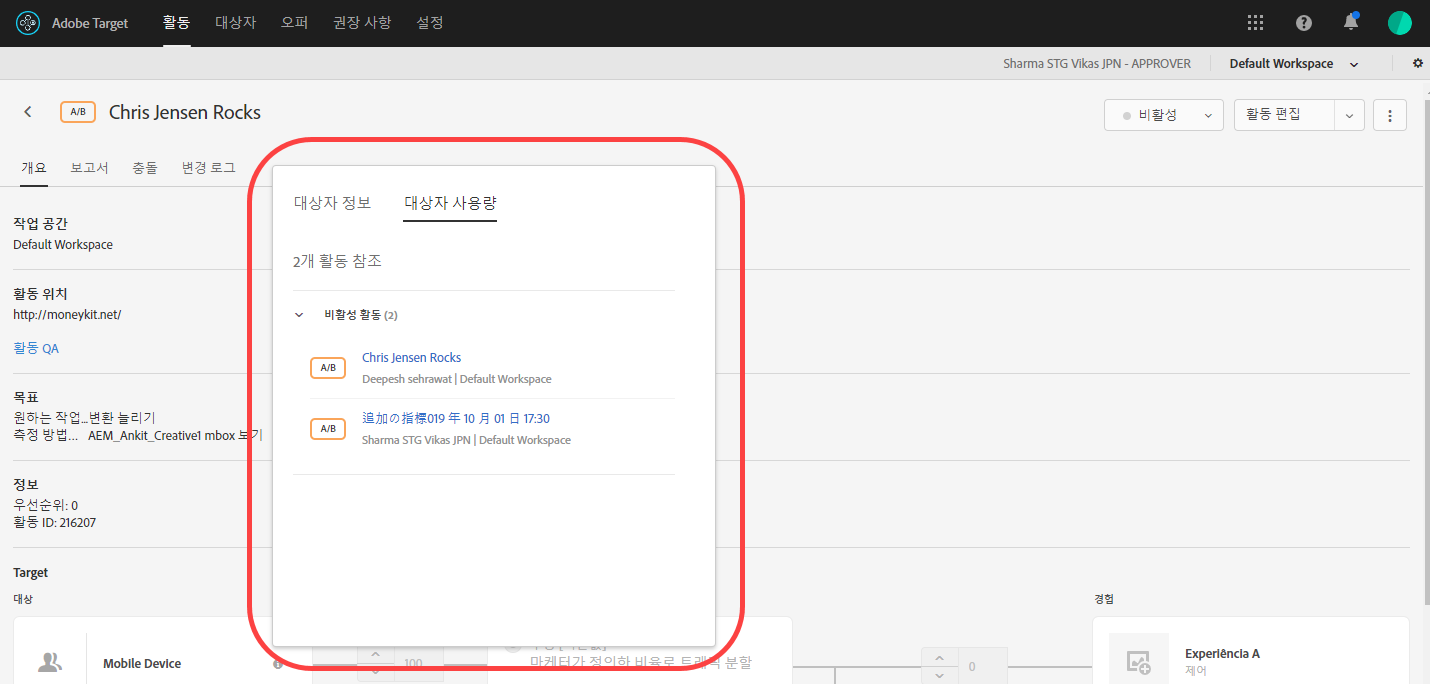 Adobe Target 활동 대상자 오퍼 권장 사항 설정
Sharma STG Vikas JPN - APPROVER Default Workspace
A/B Chris Jensen Rocks 비활성 활동 편집
개요 보고서 충돌 변경 로그
작업 공간
Default Workspace
활동 위치
http://moneykit.net/
활동 QA
목표
원하는 작업...변환 늘리기
측정 방법... AEM_Ankit_Creative1 mbox 보기
정보
우선순위: 0
활동 ID: 216207
Target
대상
Mobile Device
대상자 정보 대상자 사용량
2개 활동 참조
비활성 활동 (2)
A/B Chris Jensen Rocks
Deepesh sehrawat | Default Workspace
A/B 追加の指標019 年 10 月 01 日 17:30
Sharma STG Vikas JPN | Default Workspace
100
마케터가 정의한 비율로 트래픽 분할
0
경험
Experiência A
제어